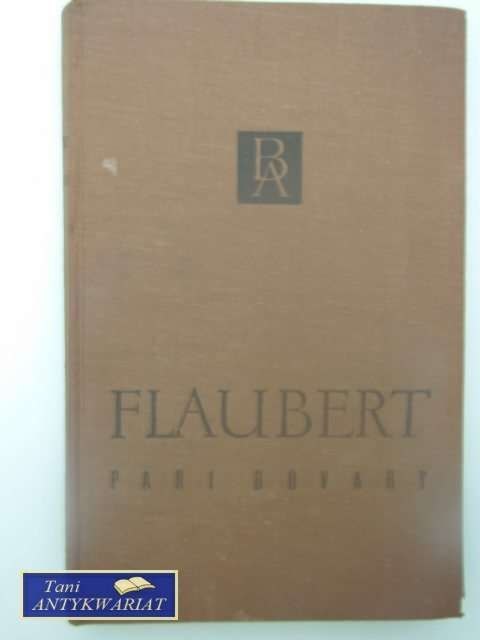 BA
FLAUBERT
PANI BOVARY
Tani
ANTYKWARIAT